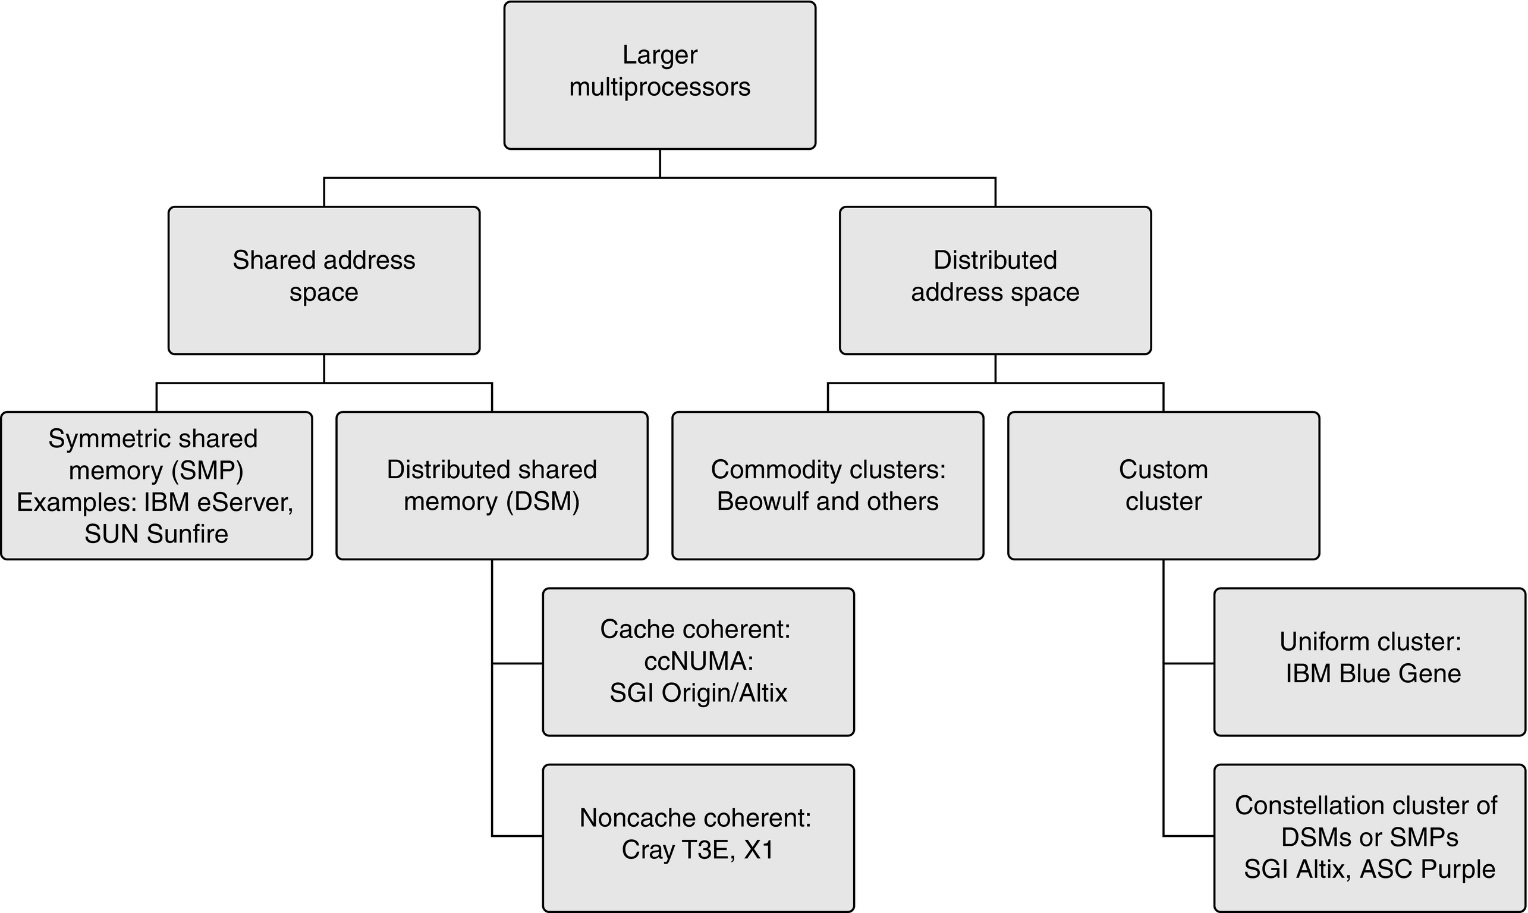 Larger
multiprocessors
Shared address
space
Distributed
address space
Symmetric shared
memory (SMP)
Examples: IBM eServer,
SUN Sunfire
Distributed shared
memory (DSM)
Commodity clusters:
Beowulf and others
Custom
cluster
Cache coherent:
ccNUMA:
SGI Origin/Altix
Uniform cluster:
IBM Blue Gene
Noncache coherent:
Cray T3E, X1
Constellation cluster of
DSMs or SMPs
SGI Altix, ASC Purple